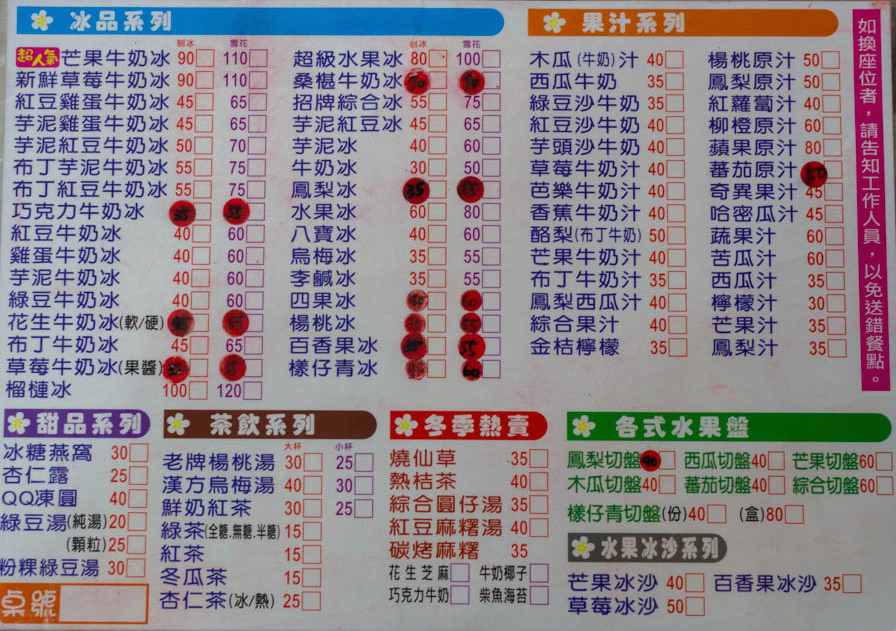 冰品系列
刨冰 雪花
超人氣 芒果牛奶冰 90 110
新鮮草莓牛奶冰 90 110
紅豆雞蛋牛奶冰 45 65
芋泥雞蛋牛奶冰 45 65
芋泥紅豆牛奶冰 50 70
布丁芋泥牛奶冰 55 75
布丁紅豆牛奶冰 55 75
巧克力牛奶冰 35 55
紅豆牛奶冰 40 60
雞蛋牛奶冰 40 60
芋泥牛奶冰 40 60
綠豆牛奶冰 40 60
花生牛奶冰(軟/硬)
布丁牛奶冰 45 65
草莓牛奶冰(果醬)
榴槤冰 100 120
刨冰 雪花
超級水果冰 80 100
桑椹牛奶冰
招牌綜合冰 55 75
芋泥紅豆冰 45 65
芋泥冰 40 60
牛奶冰 30 50
鳳梨冰 35 55
水果冰 60 80
八寶冰 40 60
烏梅冰 35 55
李鹹冰 35 55
四果冰
楊桃冰
百香果冰 55
檨仔青冰 60
果汁系列
木瓜(牛奶)汁 40
西瓜牛奶 35
綠豆沙牛奶 35
紅豆沙牛奶 40
芋頭沙牛奶 40
草莓牛奶汁 40
芭樂牛奶汁 40
香蕉牛奶汁 40
酪梨(布丁牛奶) 50
芒果牛奶汁 40
布丁牛奶汁 35
鳳梨西瓜汁 40
綜合果汁 40
金桔檸檬 35
楊桃原汁 50
鳳梨原汁 50
紅蘿蔔汁 40
柳橙原汁 60
蘋果原汁 80
蕃茄原汁 50
奇異果汁 45
哈密瓜汁 45
蔬果汁 60
苦瓜汁 60
西瓜汁 35
檸檬汁 30
芒果汁 35
鳳梨汁 35
如換座位者，請告知工作人員，以免送錯餐點。
甜品系列
冰糖燕窩 30
杏仁露 25
QQ凍圓 40
綠豆湯(純湯)20
(顆粒)25
粉粿綠豆湯 30
桌號
茶飲系列
大杯 小杯
老牌楊桃湯 30 25
漢方烏梅湯 40 30
鮮奶紅茶 30 25
綠茶(全糖.無糖.半糖) 15
紅茶 15
冬瓜茶 15
杏仁茶(冰/熱) 25
冬季熱賣
燒仙草 35
熱桔茶 40
綜合圓仔湯 35
紅豆麻糬湯 40
碳烤麻糬 35
花生芝麻 牛奶椰子
巧克力牛奶 柴魚海苔
各式水果盤
鳳梨切盤 西瓜切盤40 芒果切盤60
木瓜切盤40 蕃茄切盤40 綜合切盤60
檨仔青切盤(份)40 (盒)80
水果冰沙系列
芒果冰沙 40 百香果冰沙 35
草莓冰沙 50